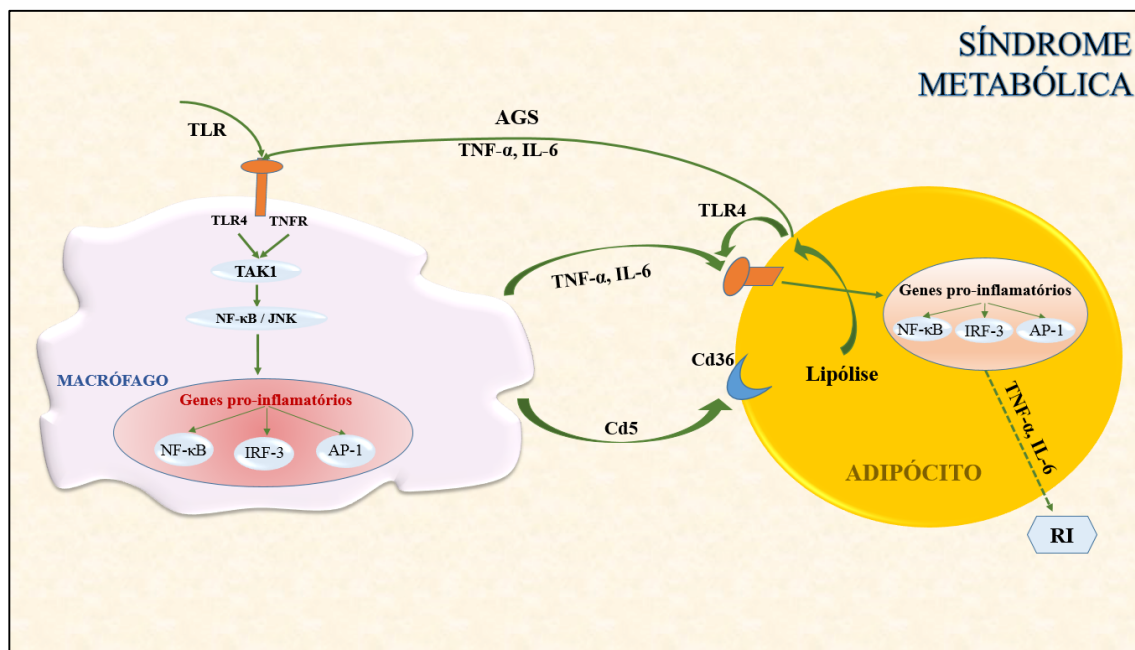 SÍNDROME
METABÓLICA
TLR
AGS
TNF-α, IL-6
TLR4
TNFR
TAK1
NF-κB / JNK
MACRÓFAGO
Genes pro-inflamatórios
NF-κB
IRF-3
AP-1
TNF-α, IL-6
Cd5
TLR4
Cd36
Lipólise
Genes pro-inflamatórios
NF-κB
IRF-3
AP-1
TNF-α, IL-6
ADIPÓCITO
RI